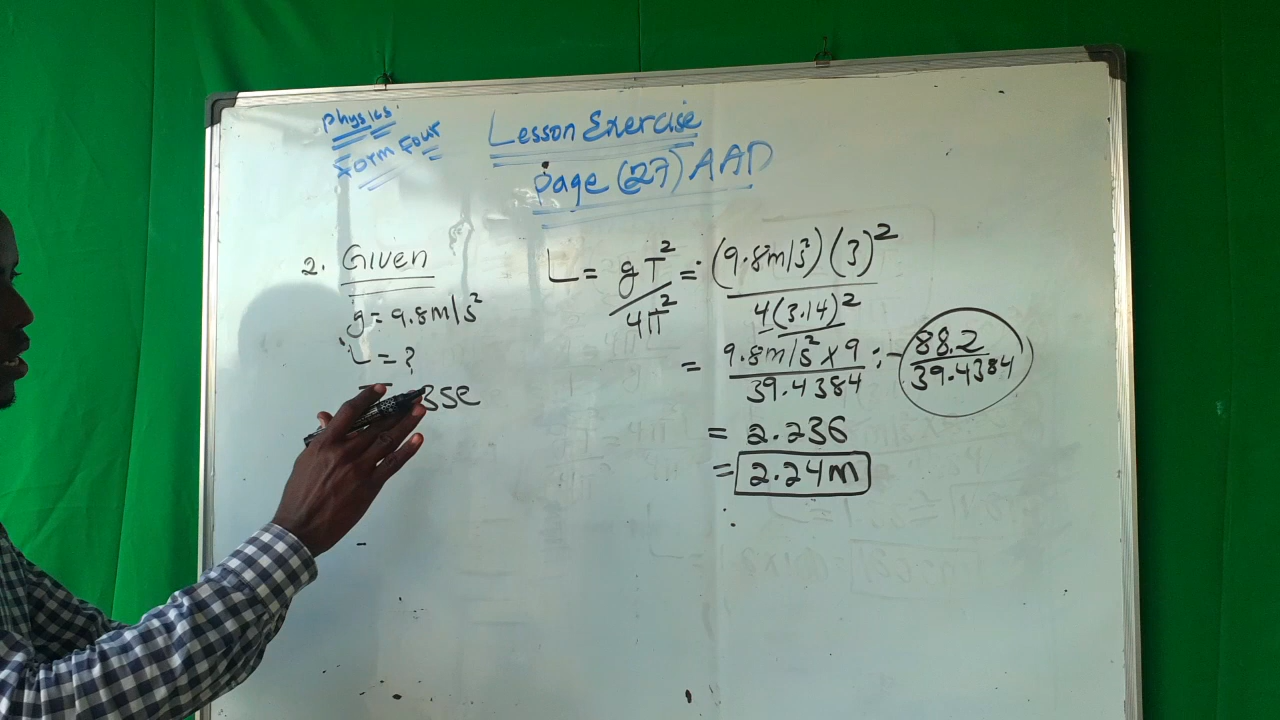 Physics
Form Four
Lesson Exercise
page (27) AAD
2. Given
g = 9.8m/s²
L = ?
3se
L = gT²/4π² = (9.8m/s²)(3)²/4(3.14)²
= 9.8m/s² x 9/39.4384 = 88.2/39.4384
= 2.236
= 2.24m